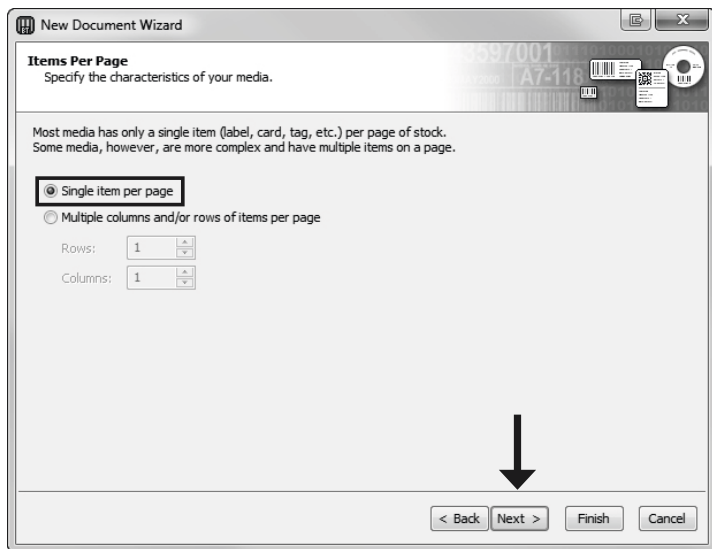 New Document Wizard
Items Per Page
Specify the characteristics of your media.
3597001
A7-118
Most media has only a single item (label, card, tag, etc.) per page of stock.
Some media, however, are more complex and have multiple items on a page.
Single item per page
Multiple columns and/or rows of items per page
Rows: 1
Columns: 1
< Back Next > Finish Cancel